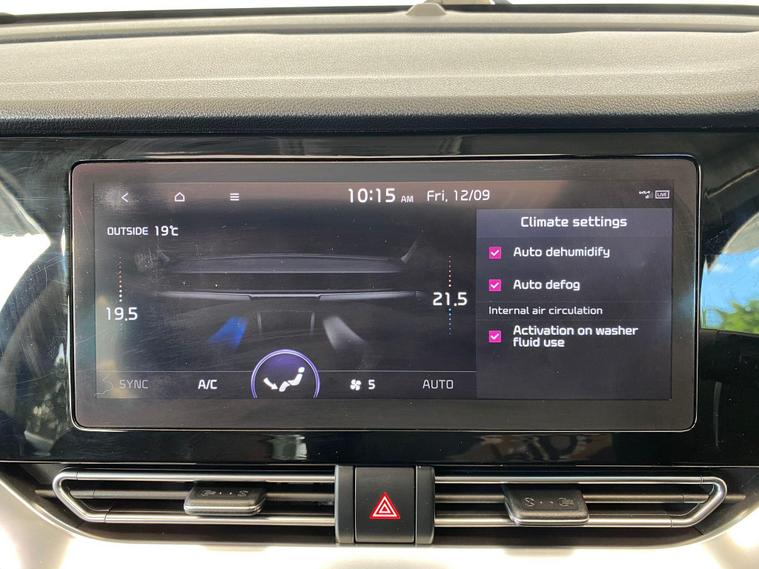 10:15 AM Fri, 12/09
LIVE
OUTSIDE 19℃
19.5
21.5
SYNC
A/C
5
AUTO
Climate settings
Auto dehumidify
Auto defog
Internal air circulation
Activation on washer
fluid use